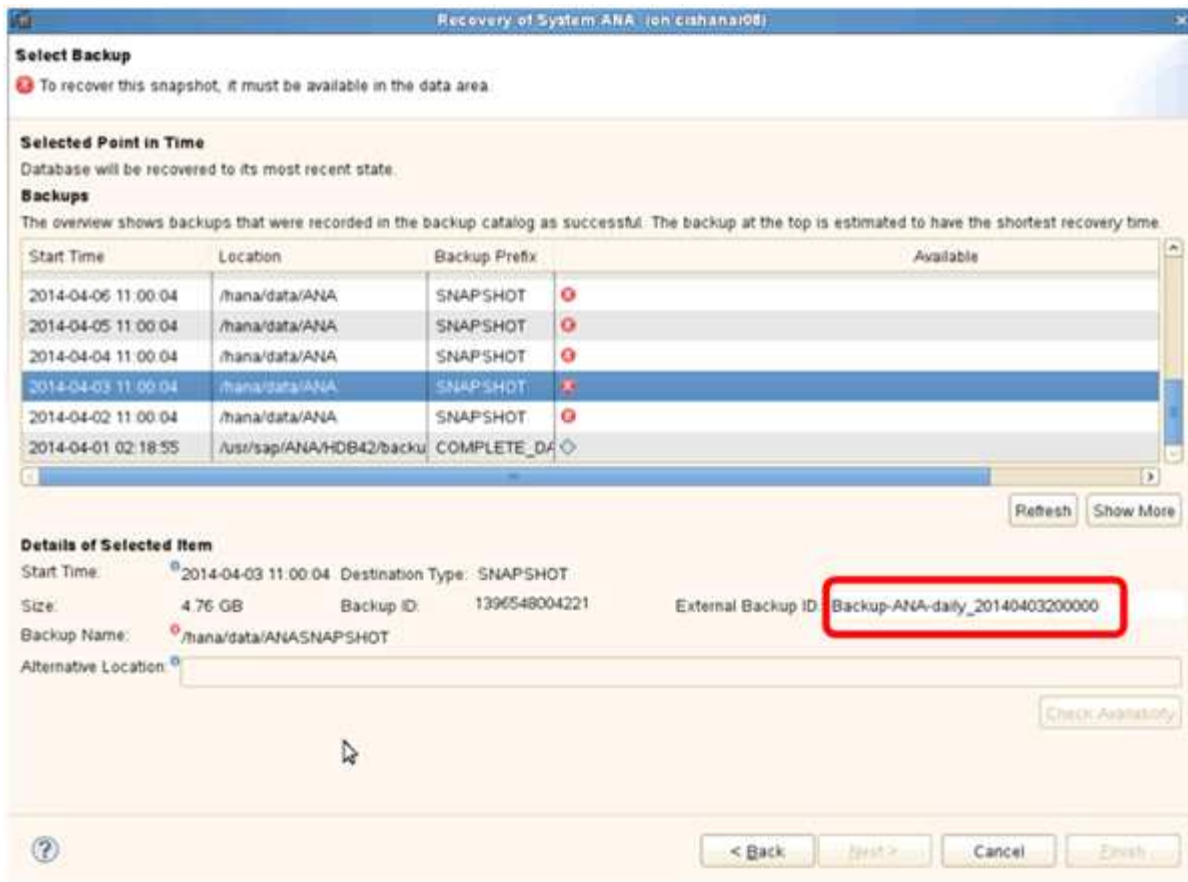 Recovery of System ANA (on cishanar08)
Select Backup
To recover this snapshot, it must be available in the data area.
Selected Point in Time
Database will be recovered to its most recent state.
Backups
The overview shows backups that were recorded in the backup catalog as successful. The backup at the top is estimated to have the shortest recovery time.
Start Time Location Backup Prefix Available
2014-04-06 11:00:04 /hana/data/ANA SNAPSHOT
2014-04-05 11:00:04 /hana/data/ANA SNAPSHOT
2014-04-04 11:00:04 /hana/data/ANA SNAPSHOT
2014-04-03 11:00:04 /hana/data/ANA SNAPSHOT
2014-04-02 11:00:04 /hana/data/ANA SNAPSHOT
2014-04-01 02:18:55 /usr/sap/ANA/HDB42/backu COMPLETE_DA
Refresh Show More
Details of Selected Item
Start Time: 2014-04-03 11:00:04 Destination Type: SNAPSHOT
Size: 4.76 GB Backup ID: 1396548004221 External Backup ID: Backup-ANA-daily_20140403200000
Backup Name: /hana/data/ANASNAPSHOT
Alternative Location:
Check Availability
? < Back Next > Cancel Finish